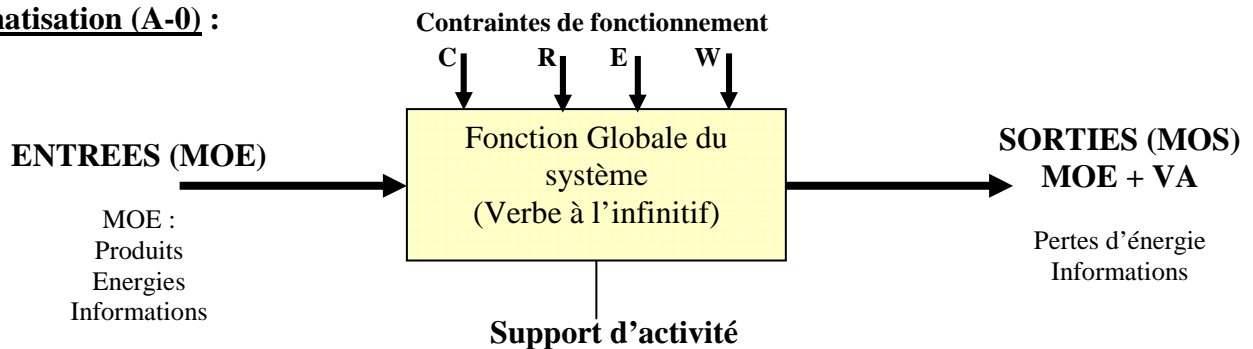 (A-0) :
Contraintes de fonctionnement
C R E W
Fonction Globale du
système
(Verbe à l’infinitif)
ENTREES (MOE)
MOE :
Produits
Energies
Informations
SORTIES (MOS)
MOE + VA
Pertes d’énergie
Informations
Support d’activité